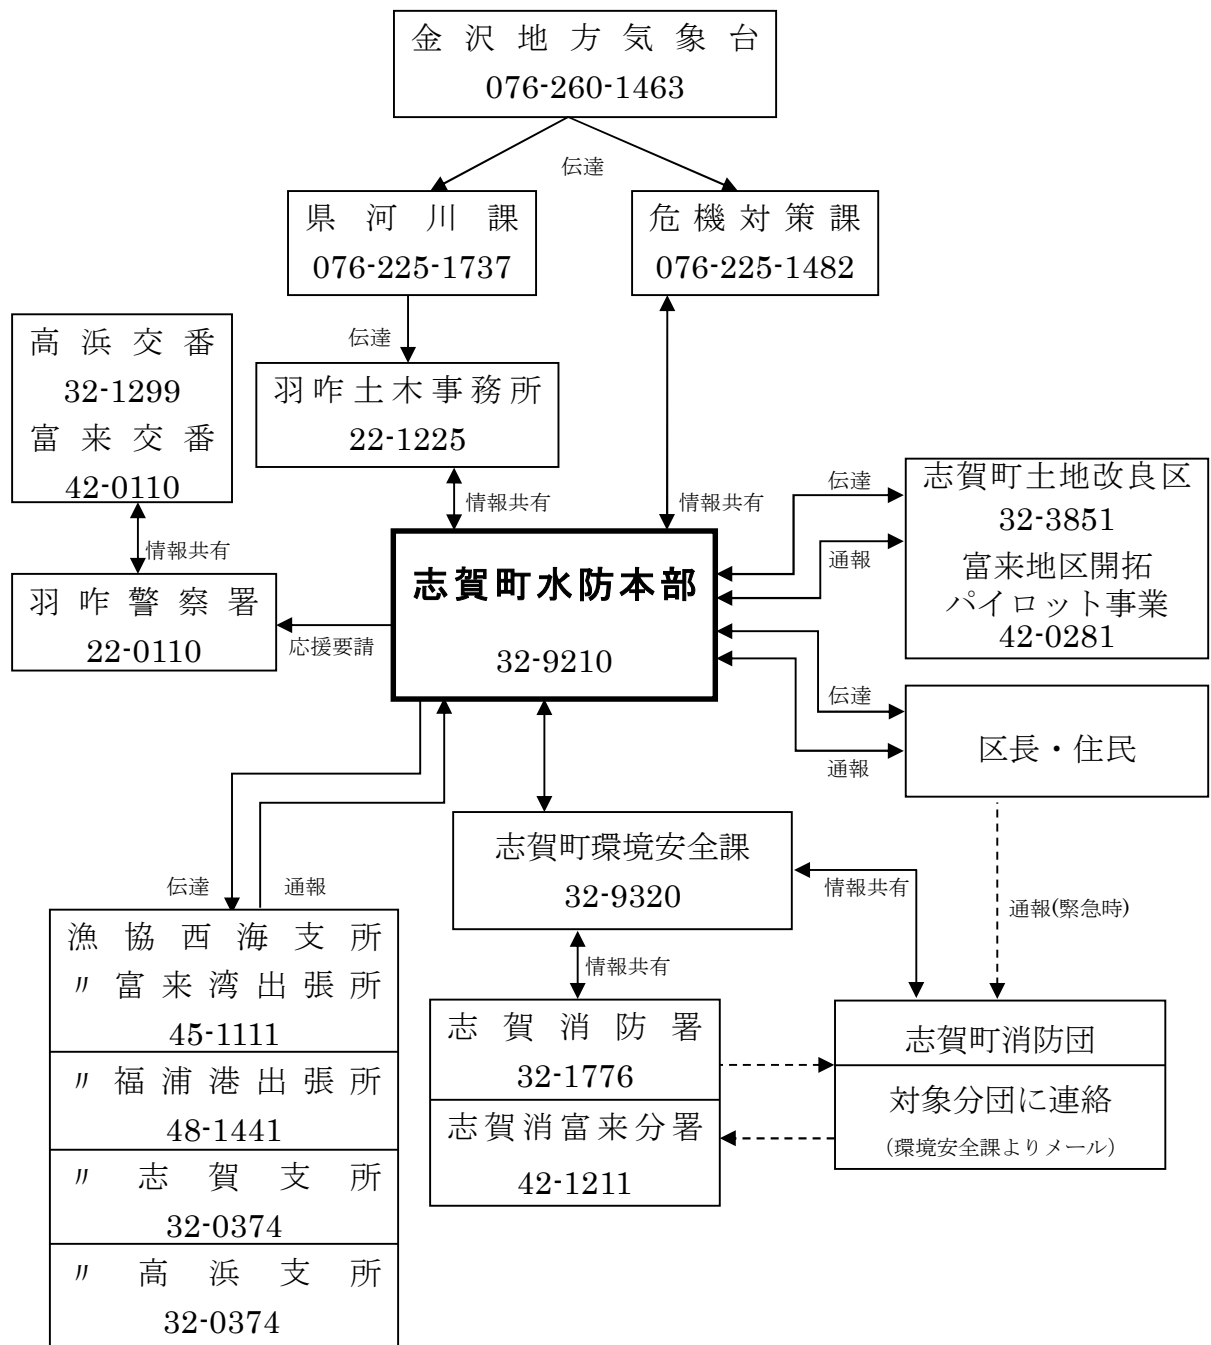 金沢地方気象台
076-260-1463
伝達
県河川課
076-225-1737
危機対策課
076-225-1482
伝達
高浜交番
32-1299
富来交番
42-0110
羽咋土木事務所
22-1225
情報共有
情報共有
情報共有
羽咋警察署
22-0110
応援要請
志賀町水防本部
32-9210
伝達
通報
志賀町土地改良区
32-3851
富来地区開拓
パイロット事業
42-0281
伝達
通報
区長・住民
志賀町環境安全課
32-9320
情報共有
通報(緊急時)
伝達
通報
漁協西海支所
〃富来湾出張所
45-1111
〃福浦港出張所
48-1441
〃志賀支所
32-0374
〃高浜支所
32-0374
情報共有
志賀消防署
32-1776
志賀消富来分署
42-1211
志賀町消防団
対象分団に連絡
（環境安全課よりメール）